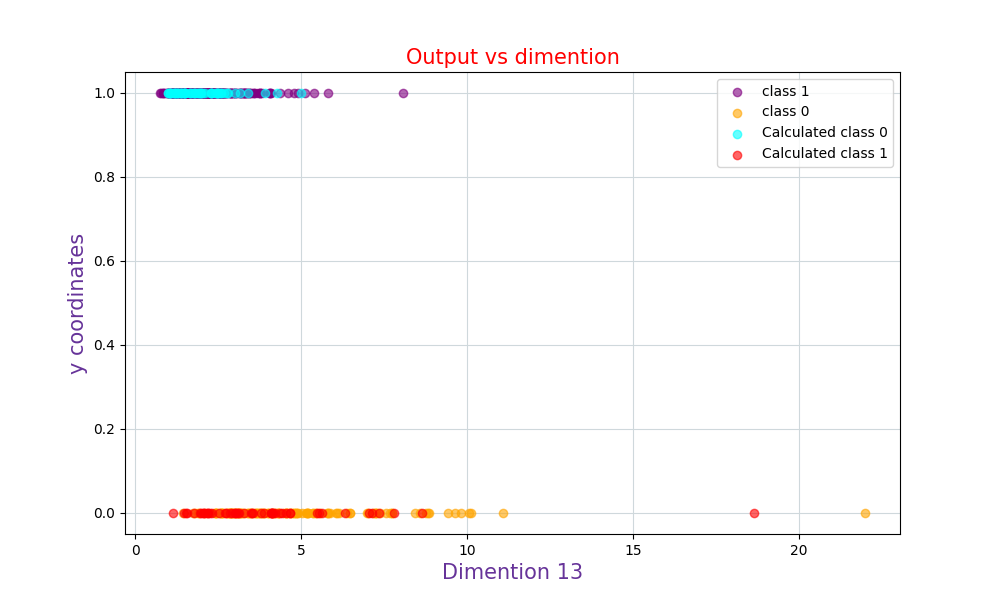 Output vs dimention
class 1
class 0
Calculated class 0
Calculated class 1
y coordinates
1.0
0.8
0.6
0.4
0.2
0.0
0
5
10
15
20
Dimention 13